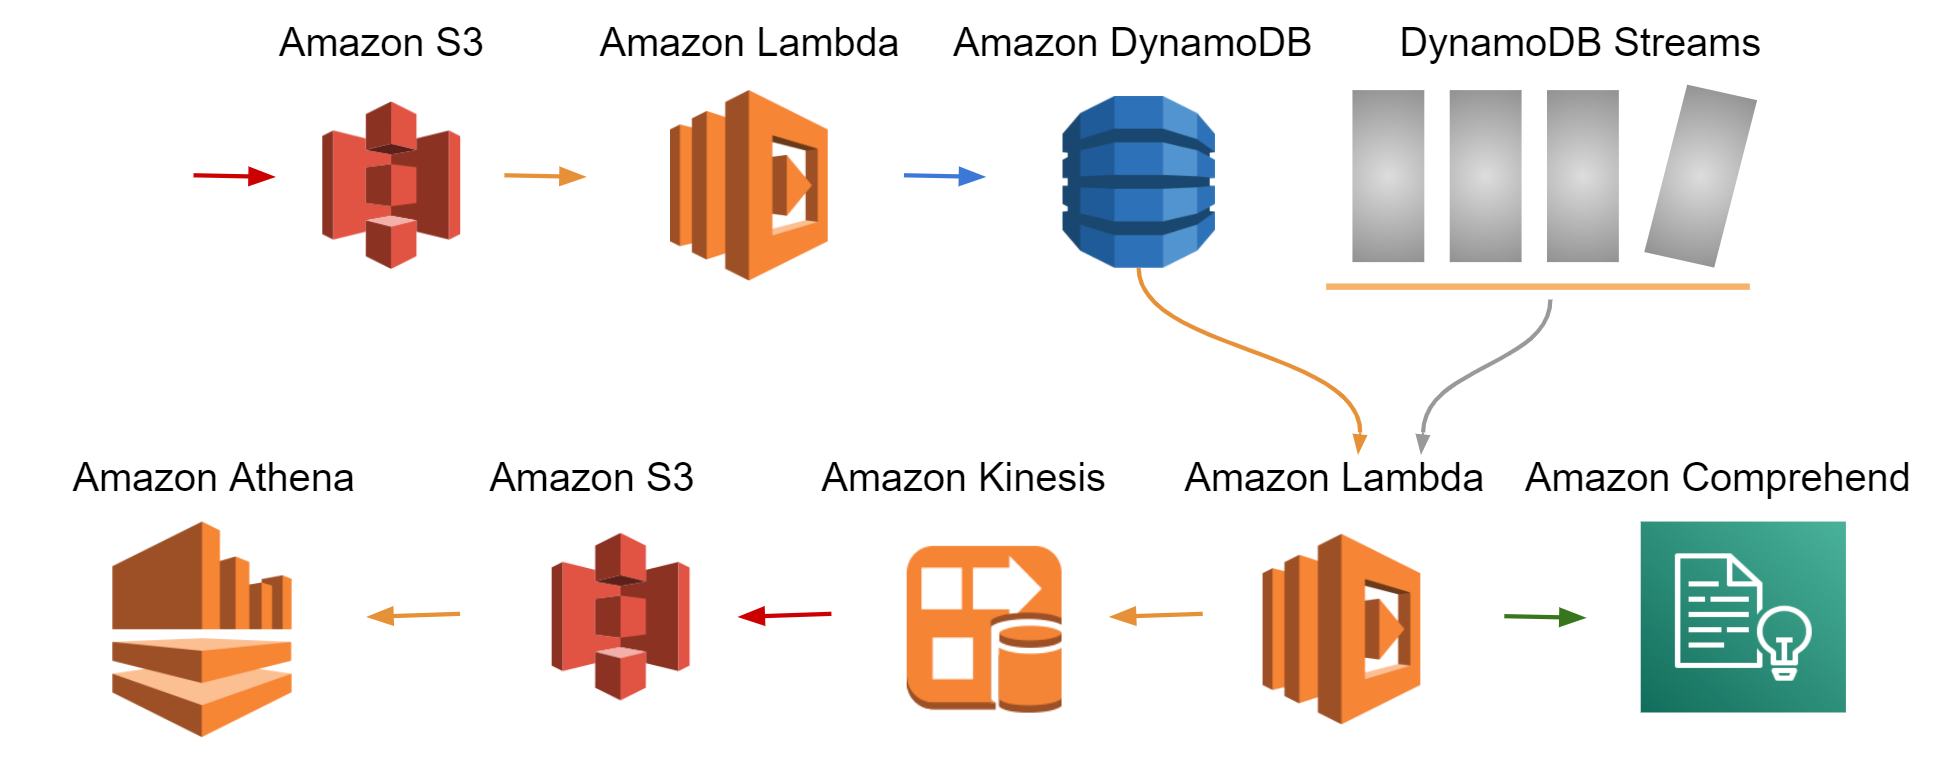 Amazon S3
Amazon Lambda
Amazon DynamoDB
DynamoDB Streams
Amazon Athena
Amazon S3
Amazon Kinesis
Amazon Lambda
Amazon Comprehend